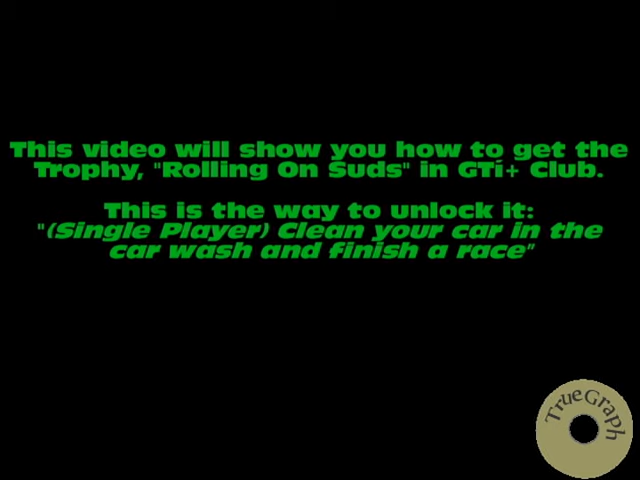 This video will show you how to get the
Trophy, "Rolling On Suds" in GTi+ Club.
This is the way to unlock it:
"(Single Player) Clean your car in the
car wash and finish a race"
TrueGraph